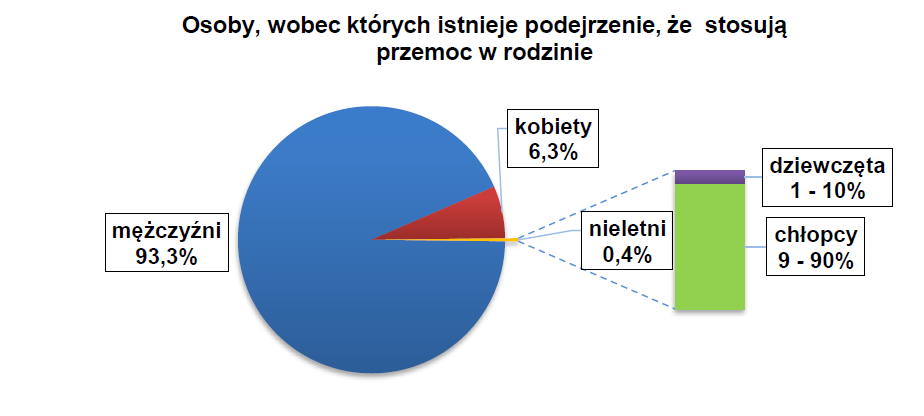 Osoby, wobec których istnieje podejrzenie, że stosują
przemoc w rodzinie
kobiety
6,3%
dziewczęta
1 - 10%
mężczyźni
93,3%
nieletni
0,4%
chłopcy
9 - 90%